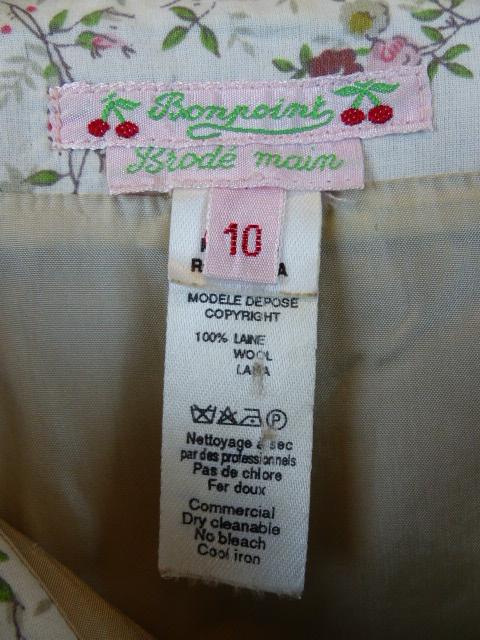 Bonpoint
Brodé main
10
MODELE DEPOSE
COPYRIGHT
100% LAINE
WOOL
LANA
P
Nettoyage à sec
par des professionnels
Pas de chlore
Fer doux
Commercial
Dry cleanable
No bleach
Cool iron